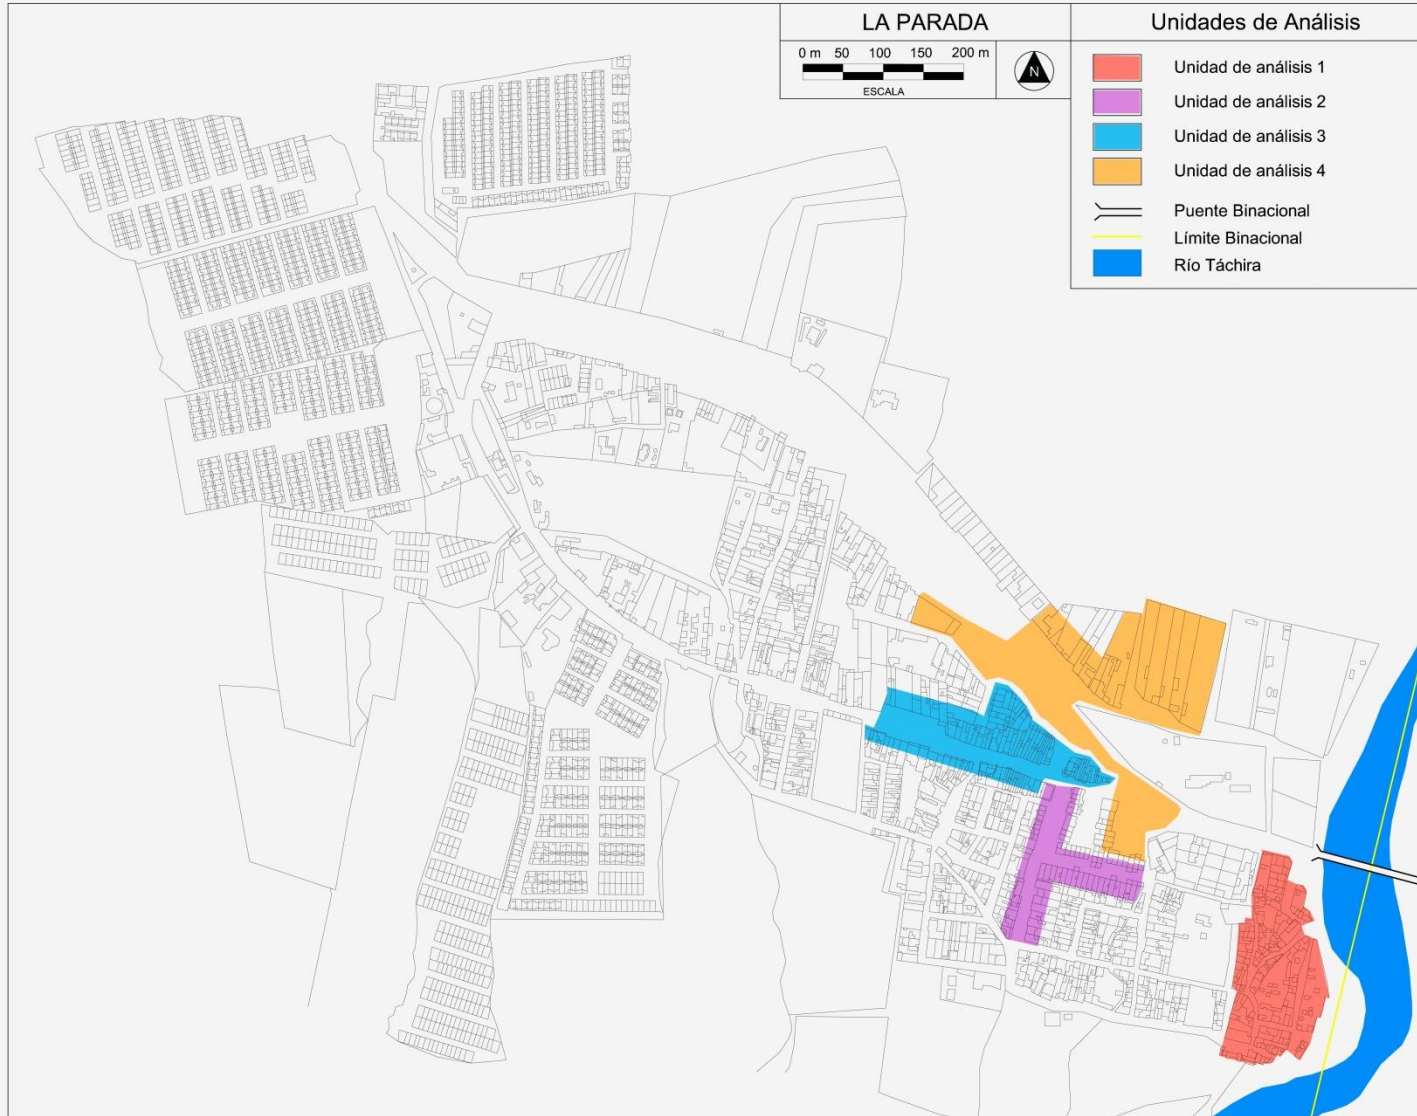 LA PARADA
0 m 50 100 150 200 m
ESCALA
N
Unidades de Análisis
Unidad de análisis 1
Unidad de análisis 2
Unidad de análisis 3
Unidad de análisis 4
Puente Binacional
Límite Binacional
Río Táchira